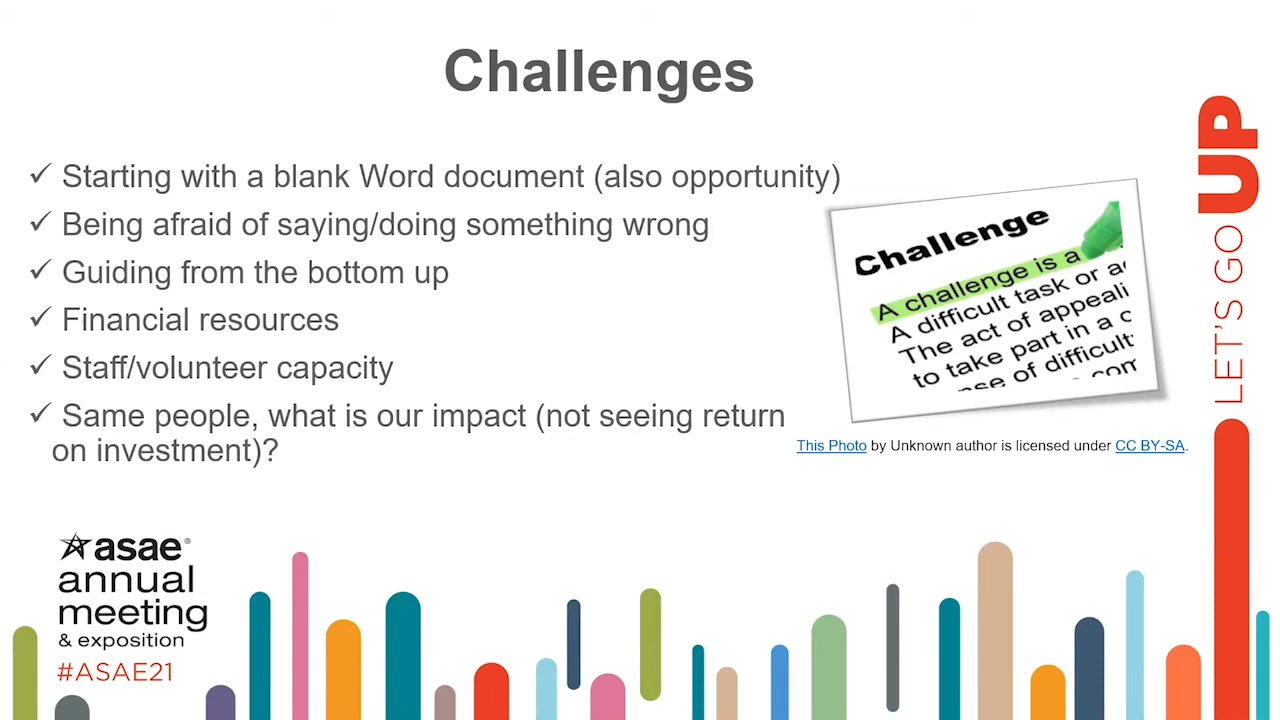 Challenges
✓ Starting with a blank Word document (also opportunity)
✓ Being afraid of saying/doing something wrong
✓ Guiding from the bottom up
✓ Financial resources
✓ Staff/volunteer capacity
✓ Same people, what is our impact (not seeing return
on investment)?
Challenge
A challenge is a
A difficult task or
The act of appeali
to take part in a
of difficult
This Photo by Unknown author is licensed under CC BY-SA.
LET'S GO UP
asae®
annual
meeting
& exposition
#ASAE21